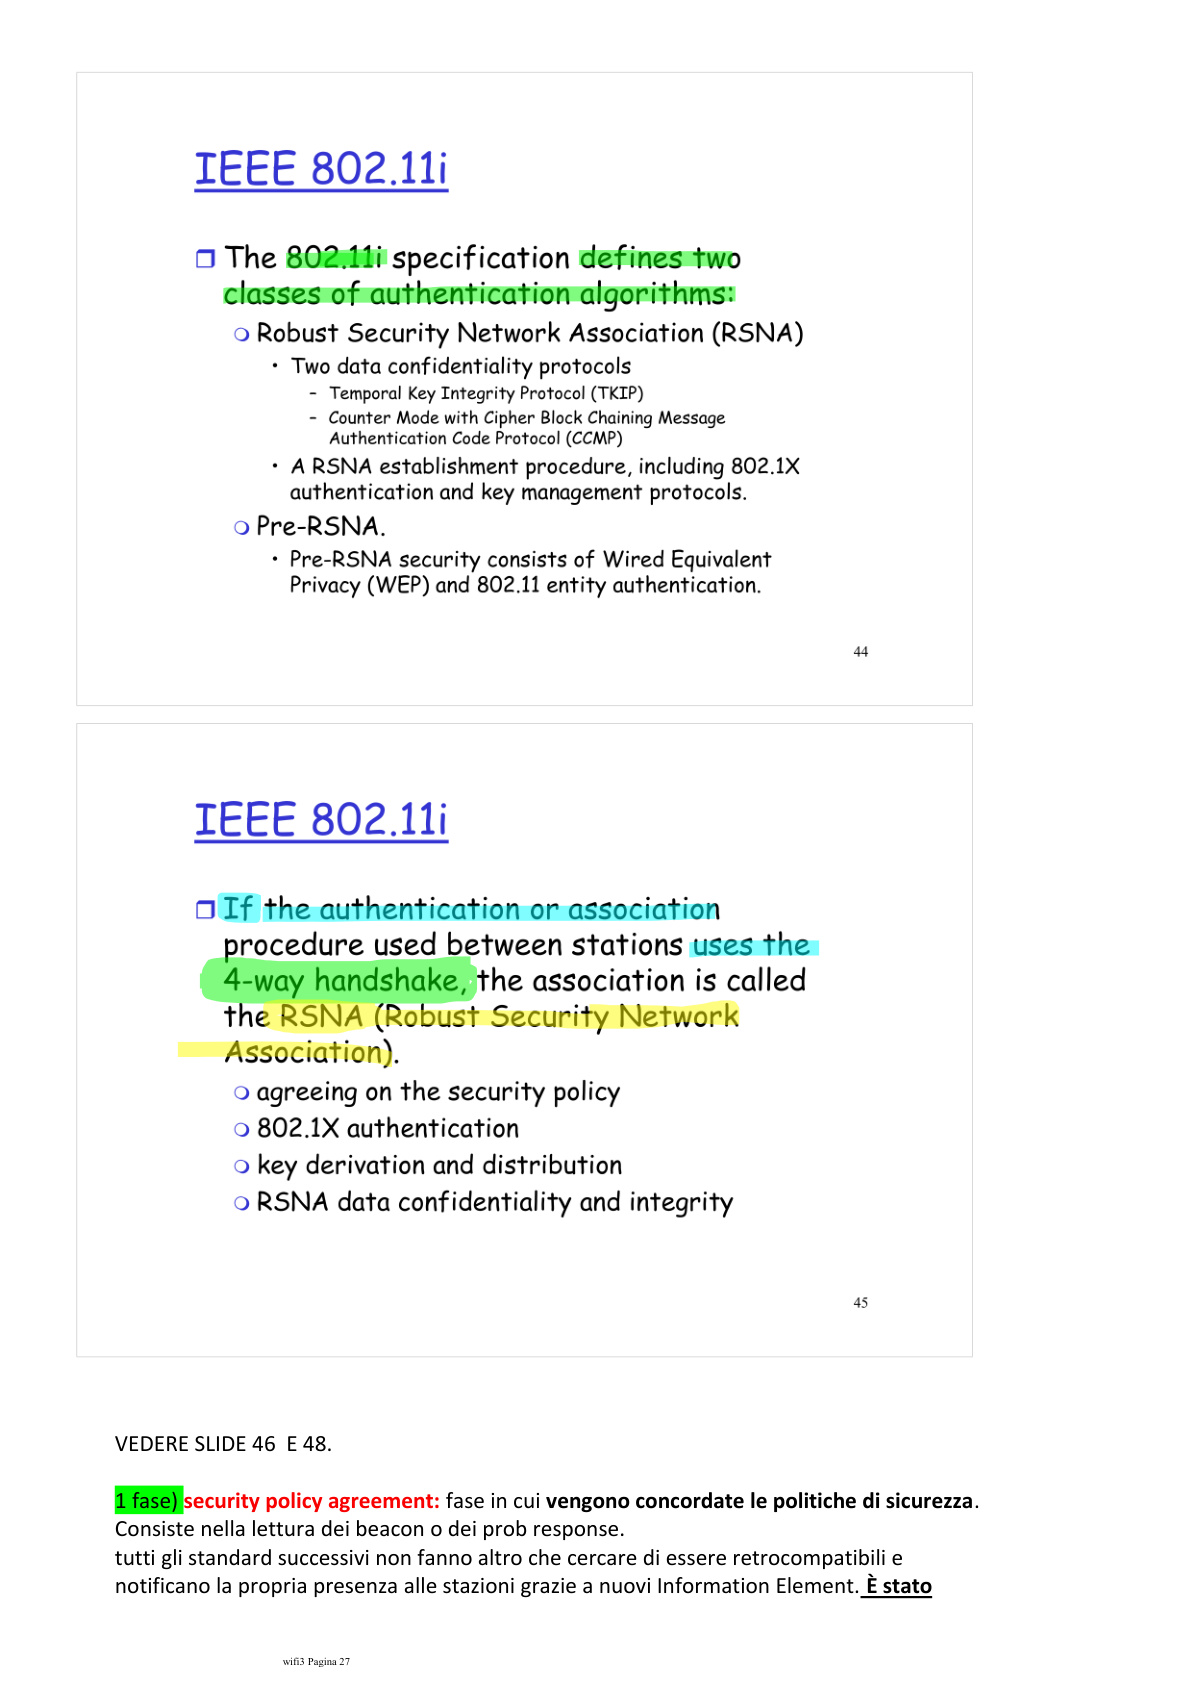 IEEE 802.11i
The 802.11i specification defines two
classes of authentication algorithms:
Robust Security Network Association (RSNA)
• Two data confidentiality protocols
– Temporal Key Integrity Protocol (TKIP)
– Counter Mode with Cipher Block Chaining Message
Authentication Code Protocol (CCMP)
• A RSNA establishment procedure, including 802.1X
authentication and key management protocols.
Pre-RSNA.
• Pre-RSNA security consists of Wired Equivalent
Privacy (WEP) and 802.11 entity authentication.
44
IEEE 802.11i
If the authentication or association
procedure used between stations uses the
4-way handshake, the association is called
the RSNA (Robust Security Network
Association).
agreeing on the security policy
802.1X authentication
key derivation and distribution
RSNA data confidentiality and integrity
45
VEDERE SLIDE 46 E 48.
1 fase) security policy agreement: fase in cui vengono concordate le politiche di sicurezza.
Consiste nella lettura dei beacon o dei prob response.
tutti gli standard successivi non fanno altro che cercare di essere retrocompatibili e
notificano la propria presenza alle stazioni grazie a nuovi Information Element. È stato
wifi3 Pagina 27